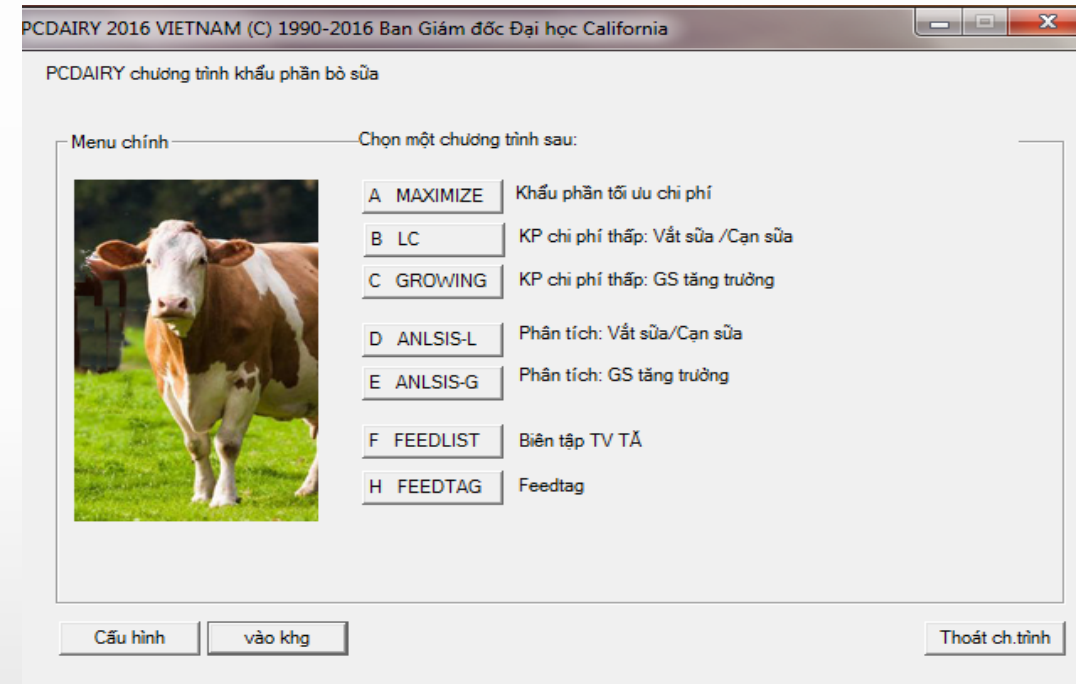 PCDAIRY 2016 VIETNAM (C) 1990-2016 Ban Giám đốc Đại học California
PCDAIRY chương trình khẩu phần bò sữa
Menu chính
Chọn một chương trình sau:
A MAXIMIZE Khẩu phần tối ưu chi phí
B LC KP chi phí thấp: Vắt sữa /Cạn sữa
C GROWING KP chi phí thấp: GS tăng trưởng
D ANLSIS-L Phân tích: Vắt sữa/Cạn sữa
E ANLSIS-G Phân tích: GS tăng trưởng
F FEEDLIST Biên tập TV TĂ
H FEEDTAG Feedtag
Cấu hình
vào khg
Thoát ch.trình